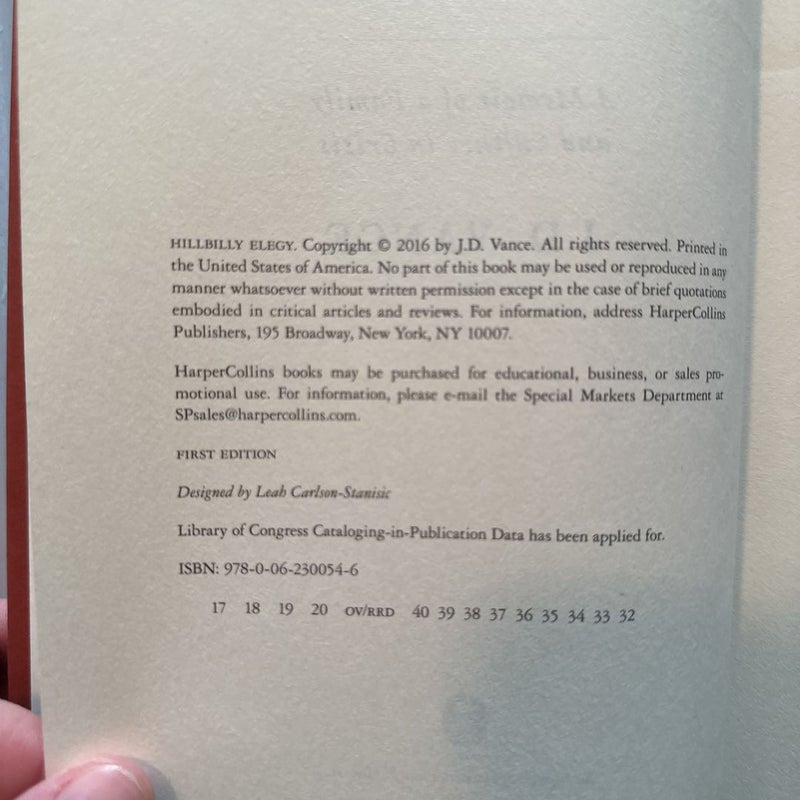 HILLBILLY ELEGY. Copyright © 2016 by J.D. Vance. All rights reserved. Printed in
the United States of America. No part of this book may be used or reproduced in any
manner whatsoever without written permission except in the case of brief quotations
embodied in critical articles and reviews. For information, address HarperCollins
Publishers, 195 Broadway, New York, NY 10007.
HarperCollins books may be purchased for educational, business, or sales pro-
motional use. For information, please e-mail the Special Markets Department at
SPsales@harpercollins.com.
FIRST EDITION
Designed by Leah Carlson-Stanisic
Library of Congress Cataloging-in-Publication Data has been applied for.
ISBN: 978-0-06-230054-6
17 18 19 20 OV/RRD 40 39 38 37 36 35 34 33 32